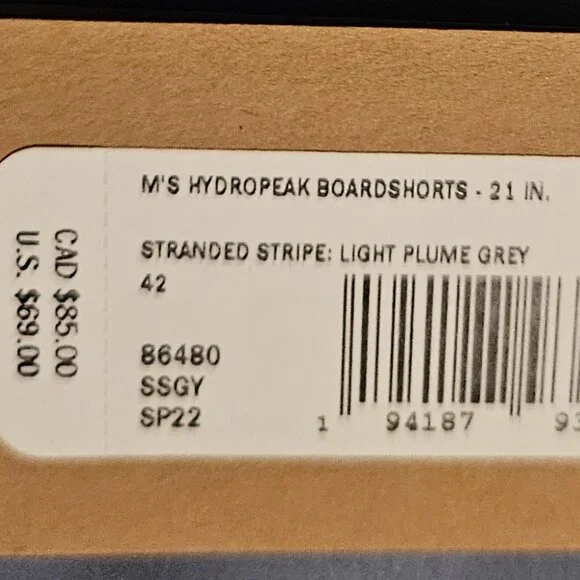 M'S HYDROPEAK BOARDSHORTS - 21 IN.
STRANDED STRIPE: LIGHT PLUME GREY
42
86480
SSGY
SP22
1 94187 93
CAD $85.00
U.S. $69.00